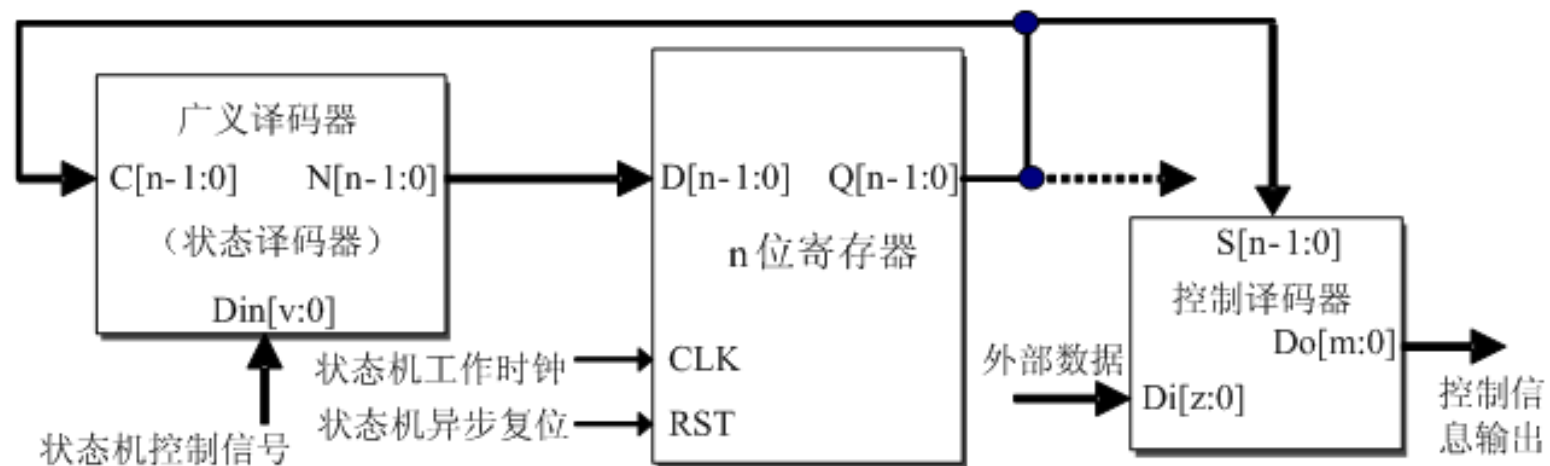 广义译码器
C[n-1:0]
N[n-1:0]
（状态译码器）
Din[v:0]
状态机控制信号
D[n-1:0]
Q[n-1:0]
n位寄存器
状态机工作时钟
CLK
状态机异步复位
RST
S[n-1:0]
控制译码器
Do[m:0]
外部数据
Di[z:0]
控制信
息输出